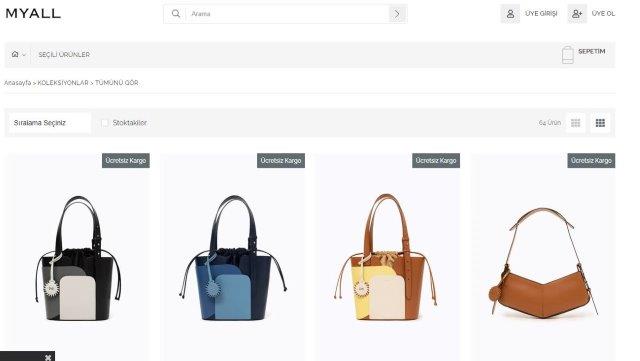 MYALL
Arama
ÜYE GİRİŞİ
ÜYE OL
SEÇİLİ ÜRÜNLER
SEPETİM
Anasayfa > KOLEKSİYONLAR > TÜMÜNÜ GÖR
Sıralama Seçiniz
Stoktakiler
64 Ürün
Ücretsiz Kargo
Ücretsiz Kargo
Ücretsiz Kargo
Ücretsiz Kargo